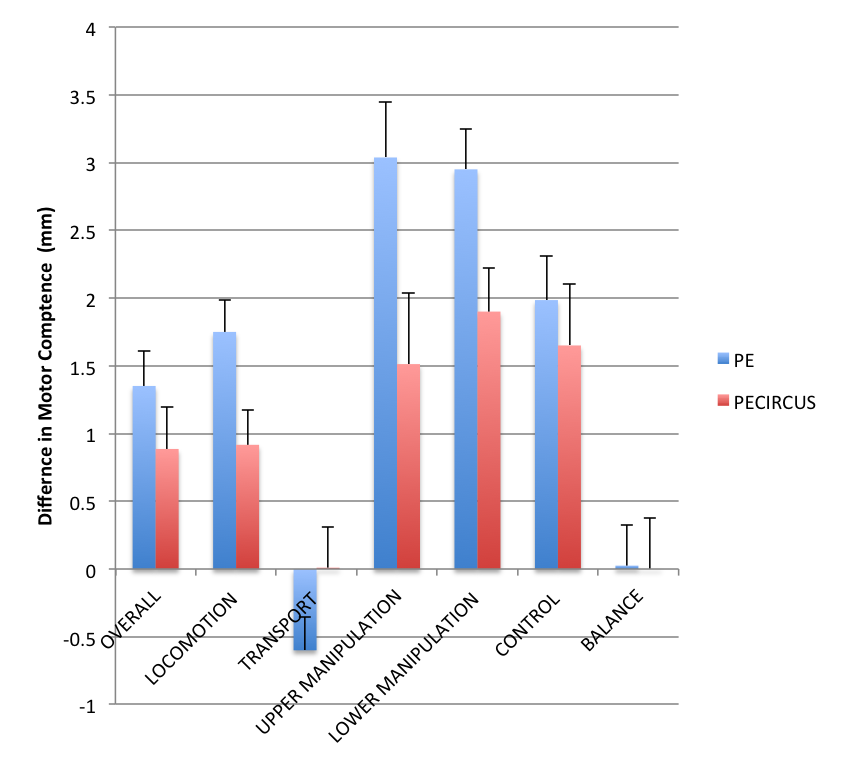 4
3.5
3
2.5
2
1.5
1
0.5
0
-0.5
-1
Differnce in Motor Comptence (mm)
OVERALL
LOCOMOTION
TRANSPORT
UPPER MANIPULATION
LOWER MANIPULATION
CONTROL
BALANCE
PE
PECIRCUS